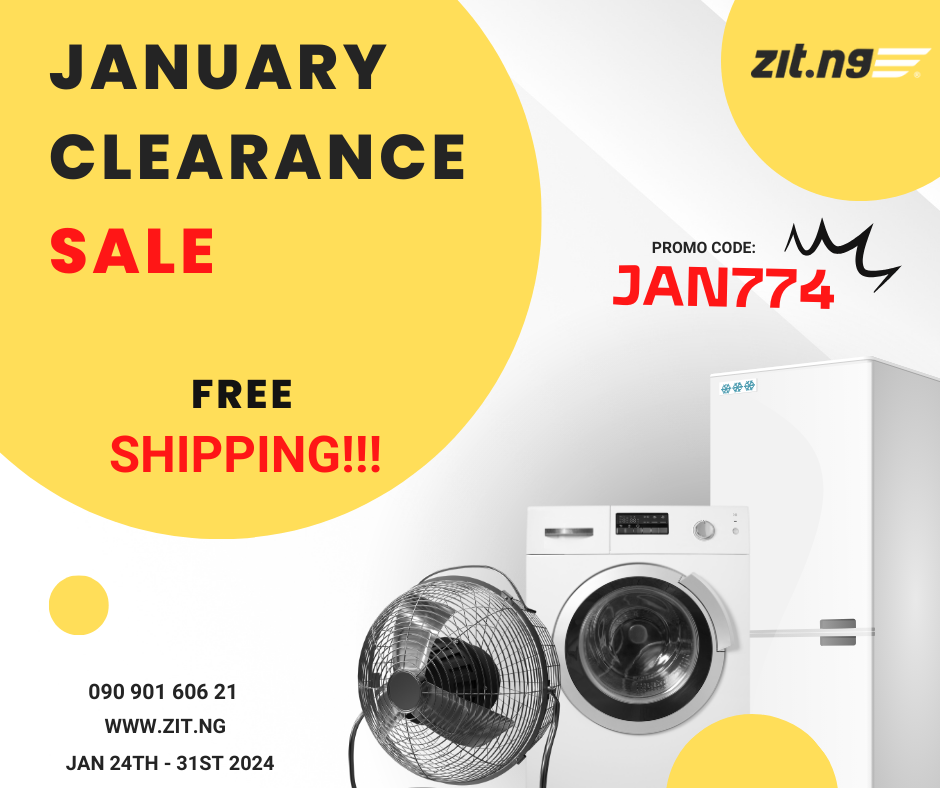 JANUARY
CLEARANCE
SALE
zit.ng
PROMO CODE:
JAN774
FREE
SHIPPING!!!
090 901 606 21
WWW.ZIT.NG
JAN 24TH - 31ST 2024